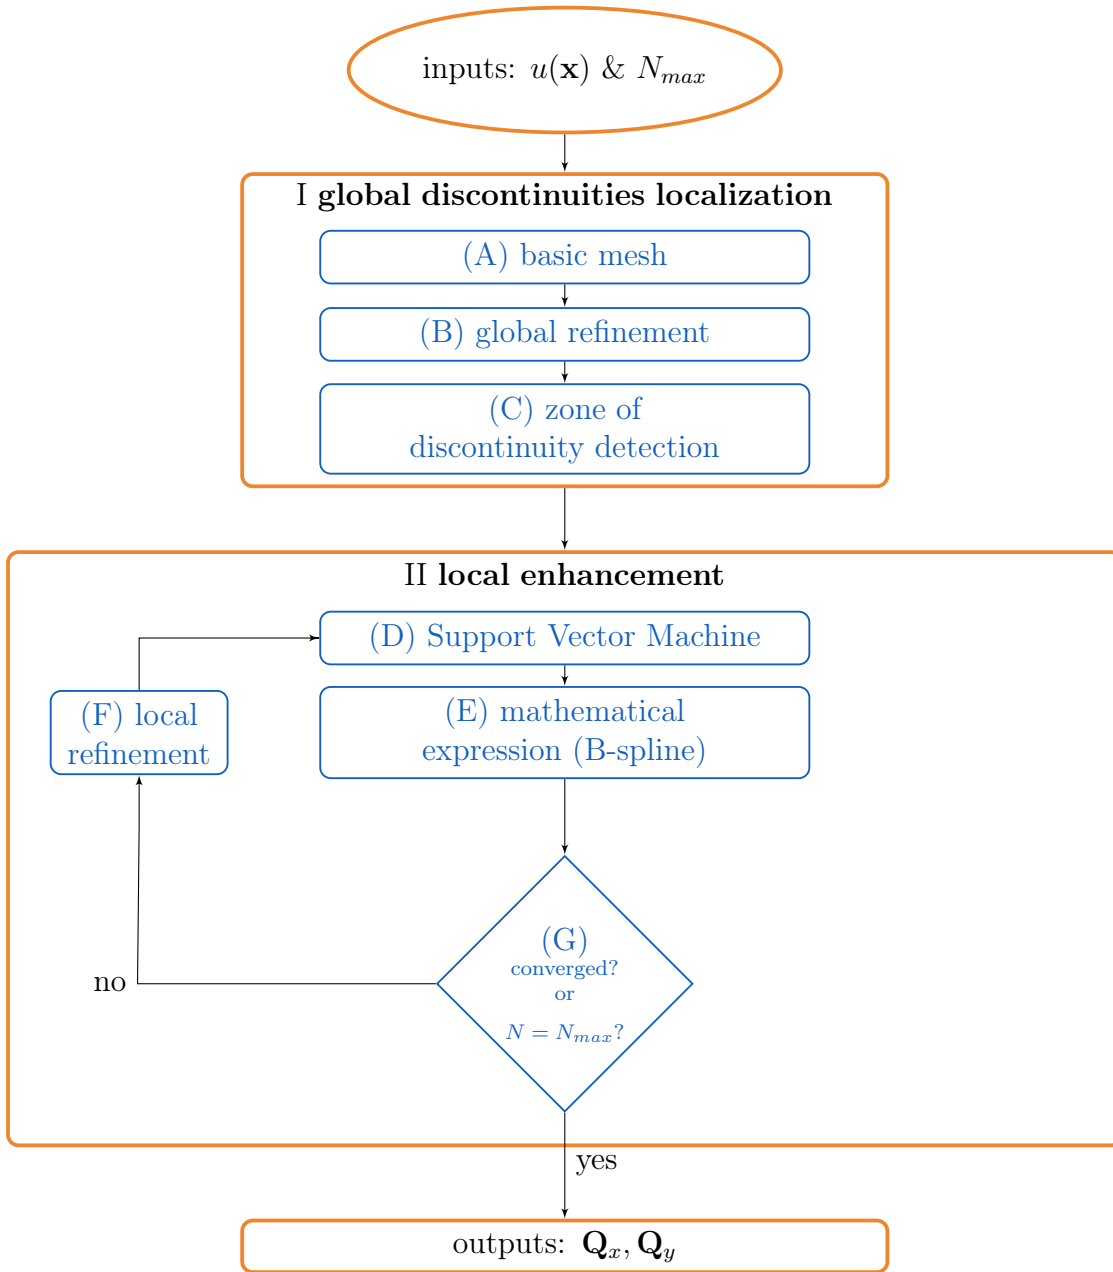 inputs: u(x) & N_max
I global discontinuities localization
(A) basic mesh
(B) global refinement
(C) zone of
discontinuity detection
II local enhancement
(D) Support Vector Machine
(E) mathematical
expression (B-spline)
(F) local
refinement
(G)
converged?
or
N = N_max?
no
yes
outputs: Q_x, Q_y